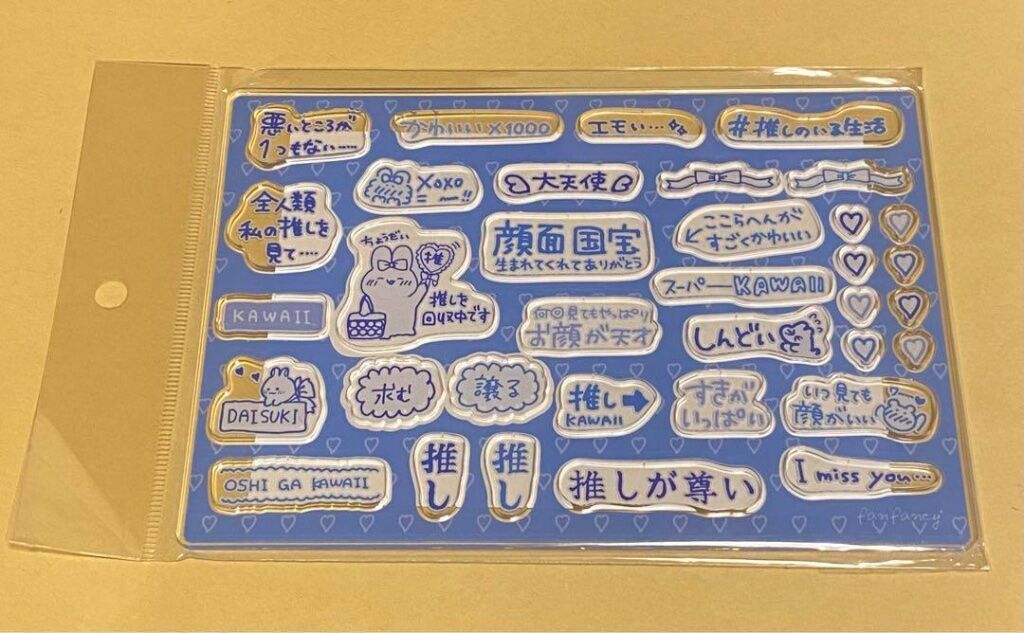 悪いところが
1つもない……
かわいい×1000
エモい…
#推しのいる生活
全人類
私の推しを
見て……
xoxo
= ー!!
大天使
ちょうだい
推
推しを
回収中です
顔面国宝
生まれてくれてありがとう
ここらへんが
すごくかわいい
スーパーKAWAII
KAWAII
何回見てもやっぱり
お顔が天才
しんどい
DAISUKI
求む
譲る
推し
KAWAII
すきが
いっぱい
いつ見ても
顔がいい
OSHI GA KAWAII
推し
推し
推しが尊い
I miss you…
fanfancy